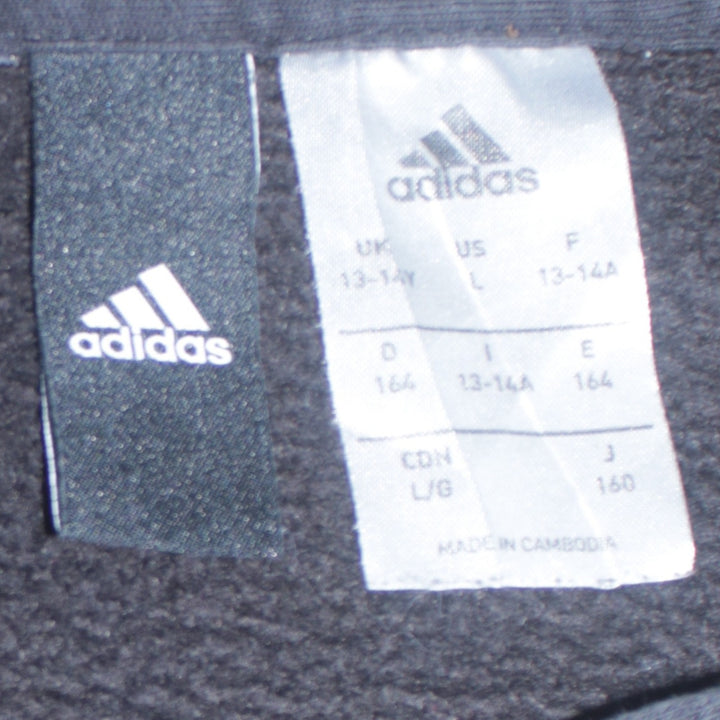 adidas
adidas
UK US F
13-14Y L 13-14A
D I E
164 13-14A 164
CDN J
L/G 160
MADE IN CAMBODIA